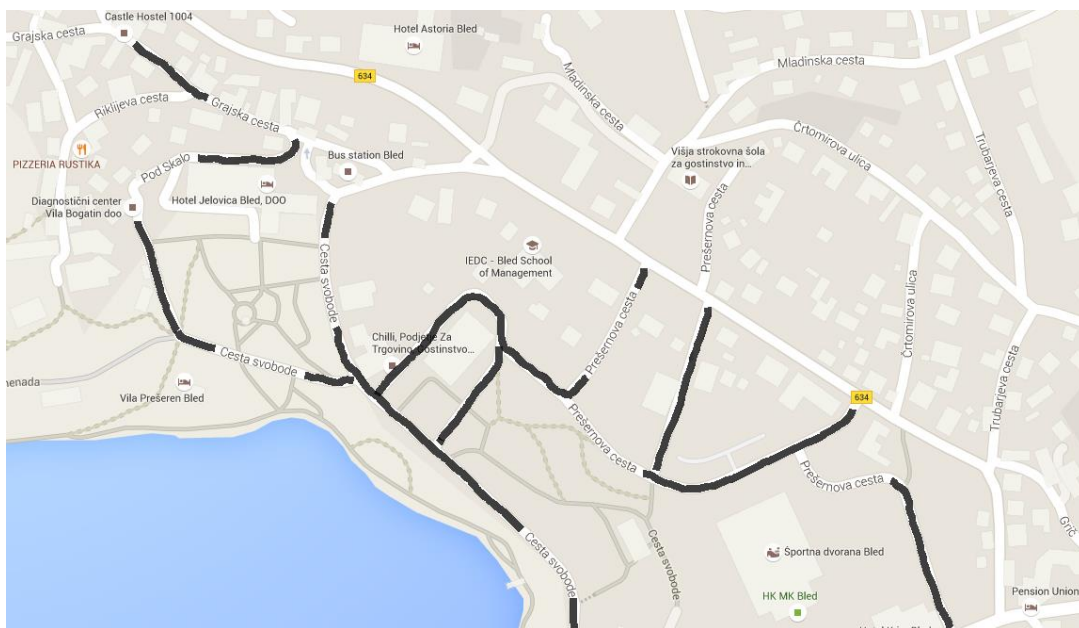 Castle Hostel 1004
Grajska cesta
Hotel Astoria Bled
634
Mladinska cesta
Mladinska cesta
Riklijeva cesta
Grajska cesta
Črtomirova ulica
Trubarjeva cesta
PIZZERIA RUSTIKA
Pod Skalo
Bus station Bled
Višja strokovna šola
za gostinstvo in...
Diagnostični center
Vila Bogatin doo
Hotel Jelovica Bled, DOO
Prešernova cesta
IEDC - Bled School
of Management
Cesta svobode
Črtomirova ulica
Prešernova cesta
Chilli, Podjetje Za
Trgovino, Gostinstvo...
Cesta svobode
Trubarjeva cesta
menada
Vila Prešeren Bled
634
Prešernova cesta
Prešernova cesta
Grič
Cesta svobode
Cesta svobode
Športna dvorana Bled
HK MK Bled
Pension Union